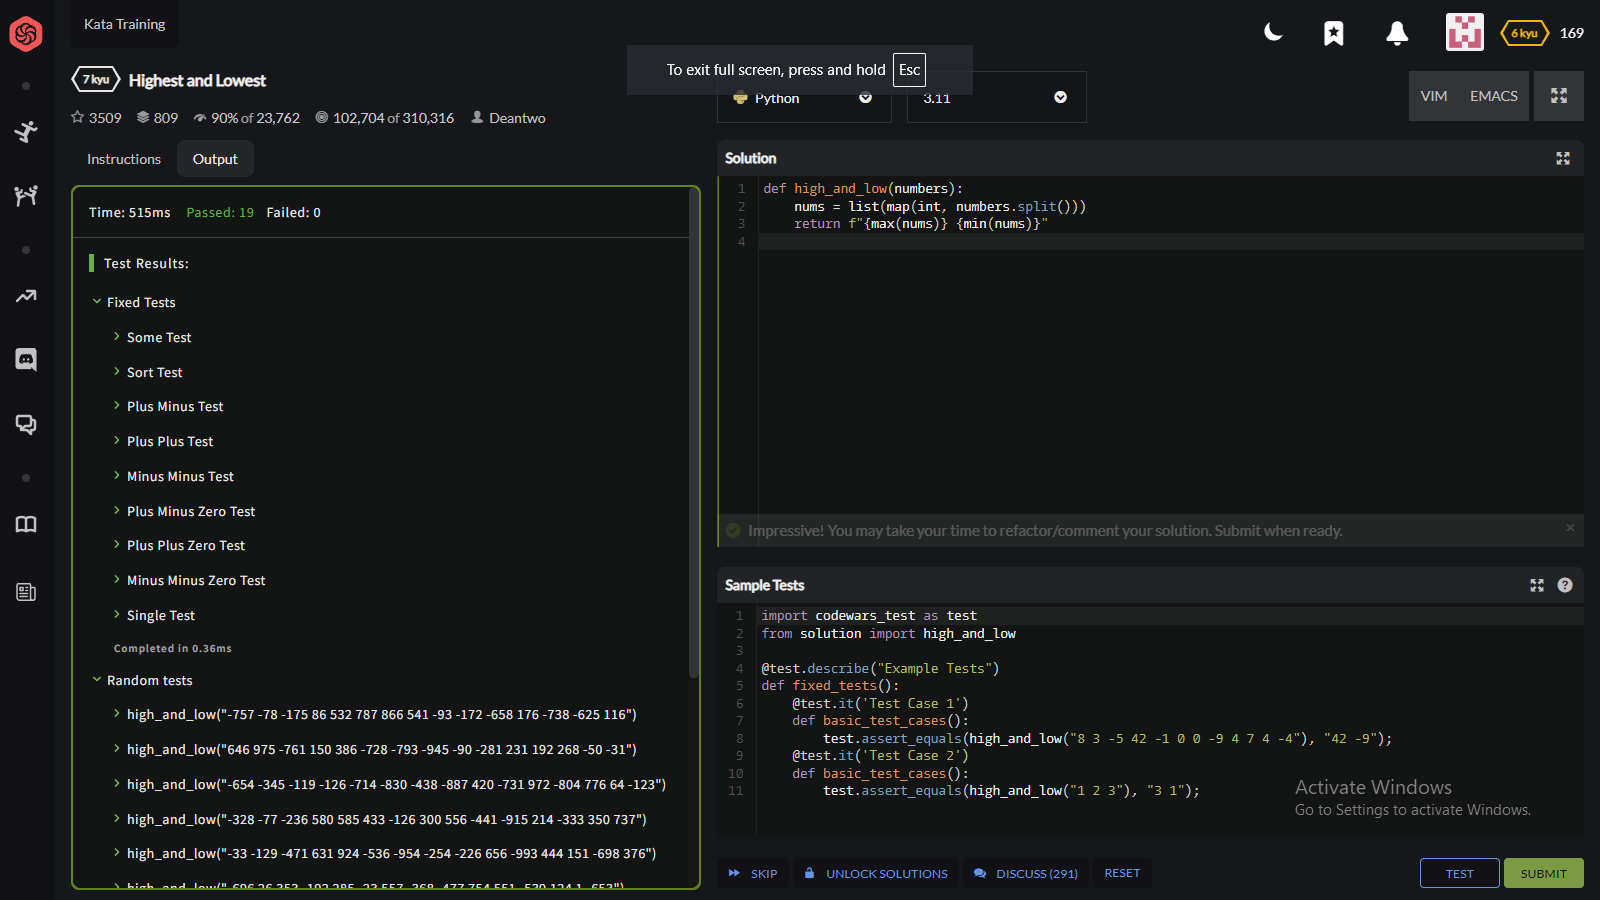 Kata Training
To exit full screen, press and hold Esc
6 kyu 169
7 kyu Highest and Lowest
3509 809 90% of 23,762 102,704 of 310,316 Deantwo
Python 3.11
VIM EMACS
Instructions Output
Time: 515ms Passed: 19 Failed: 0
Test Results:
Fixed Tests
Some Test
Sort Test
Plus Minus Test
Plus Plus Test
Minus Minus Test
Plus Minus Zero Test
Plus Plus Zero Test
Minus Minus Zero Test
Single Test
Completed in 0.36ms
Random tests
high_and_low("-757 -78 -175 86 532 787 866 541 -93 -172 -658 176 -738 -625 116")
high_and_low("646 975 -761 150 386 -728 -793 -945 -90 -281 231 192 268 -50 -31")
high_and_low("-654 -345 -119 -126 -714 -830 -438 -887 420 -731 972 -804 776 64 -123")
high_and_low("-328 -77 -236 580 585 433 -126 300 556 -441 -915 214 -333 350 737")
high_and_low("-33 -129 -471 631 924 -536 -954 -254 -226 656 -993 444 151 -698 376")
Solution
1 def high_and_low(numbers):
2 nums = list(map(int, numbers.split()))
3 return f"{max(nums)} {min(nums)}"
4
Impressive! You may take your time to refactor/comment your solution. Submit when ready.
Sample Tests
1 import codewars_test as test
2 from solution import high_and_low
3
4 @test.describe("Example Tests")
5 def fixed_tests():
6 @test.it('Test Case 1')
7 def basic_test_cases():
8 test.assert_equals(high_and_low("8 3 -5 42 -1 0 0 -9 4 7 4 -4"), "42 -9");
9 @test.it('Test Case 2')
10 def basic_test_cases():
11 test.assert_equals(high_and_low("1 2 3"), "3 1");
Activate Windows
Go to Settings to activate Windows.
SKIP UNLOCK SOLUTIONS DISCUSS (291) RESET TEST SUBMIT